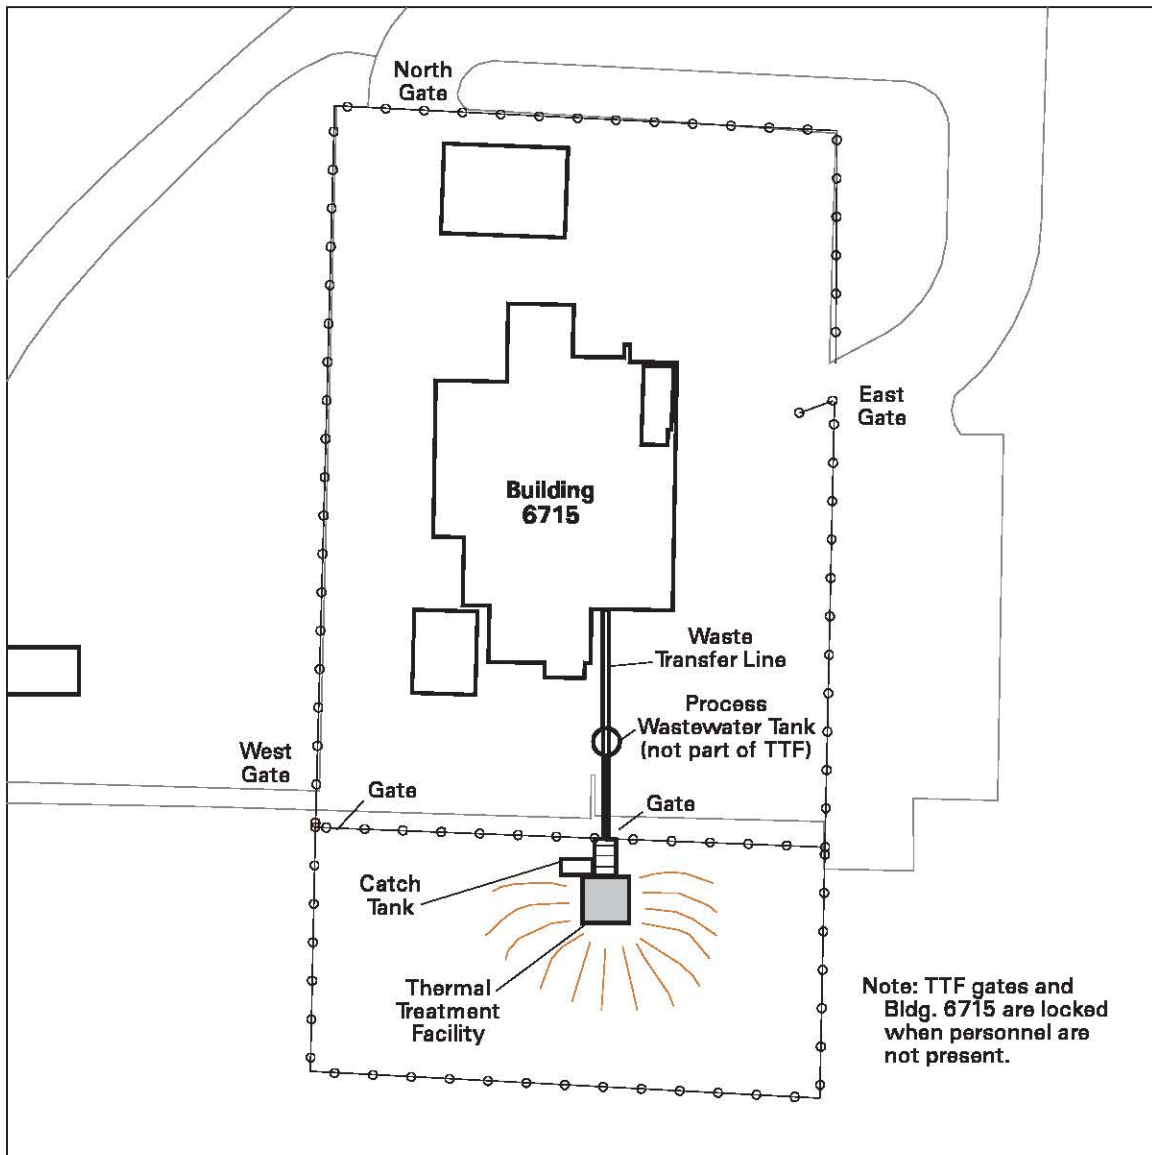 North
Gate
East
Gate
Building
6715
Waste
Transfer Line
Process
Wastewater Tank
(not part of TTF)
West
Gate
Gate
Gate
Catch
Tank
Thermal
Treatment
Facility
Note: TTF gates and
Bldg. 6715 are locked
when personnel are
not present.